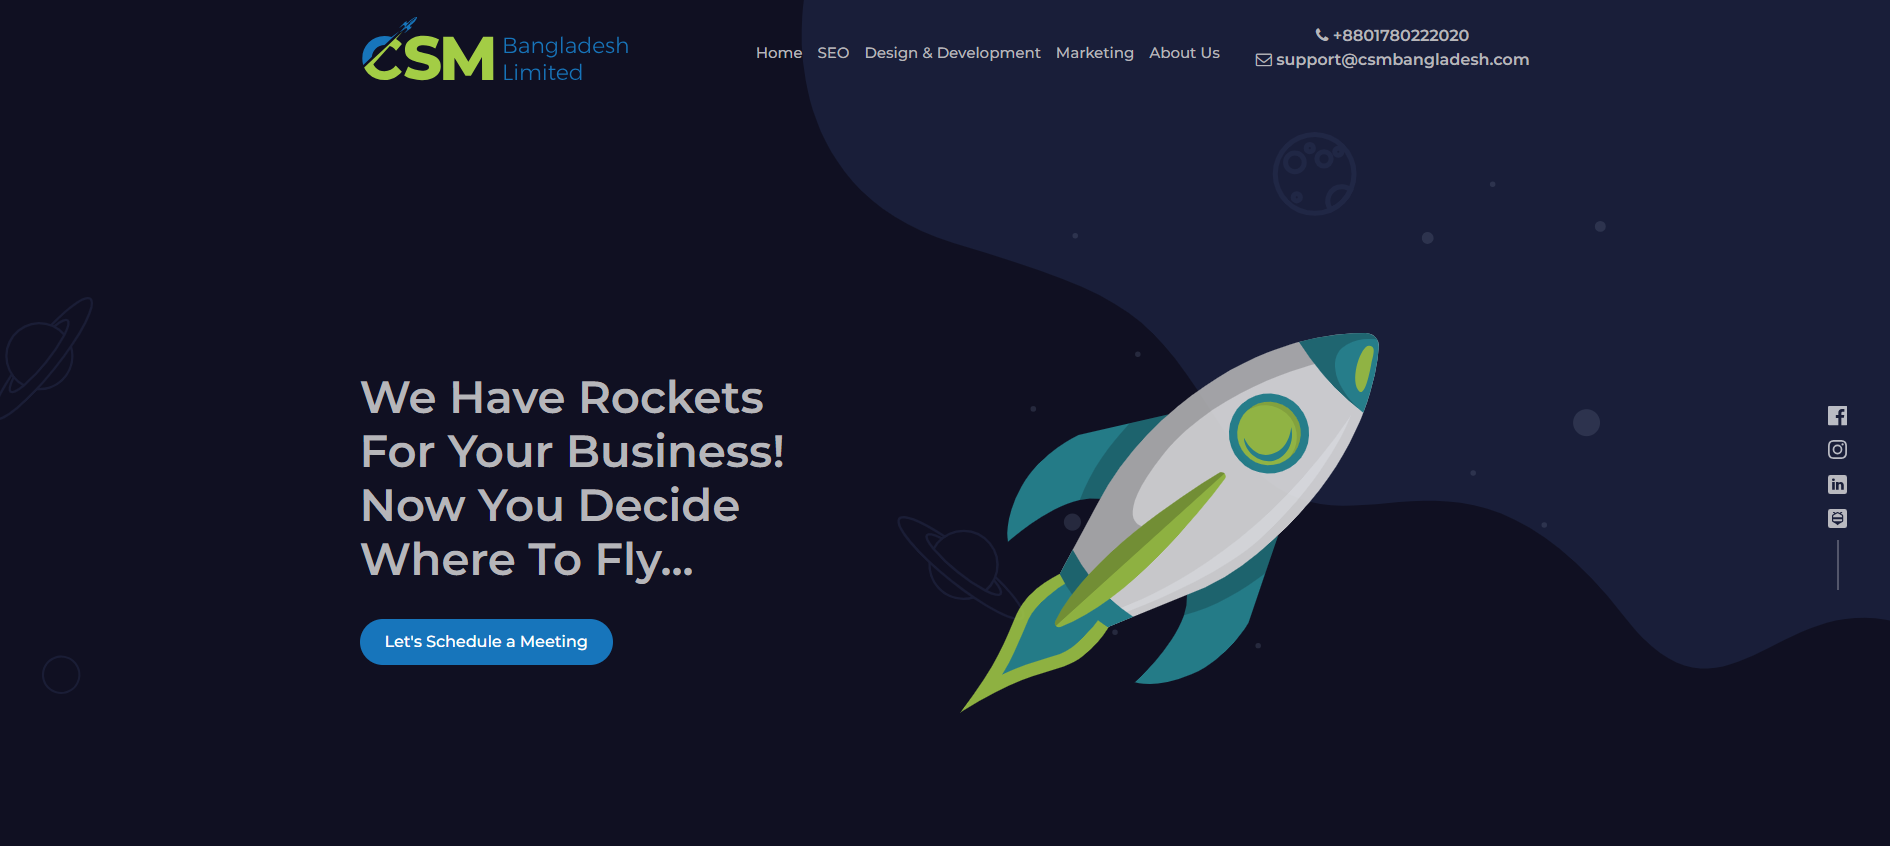 CSM Bangladesh
Limited
Home SEO Design & Development Marketing About Us
+8801780222020
support@csmbangladesh.com
We Have Rockets
For Your Business!
Now You Decide
Where To Fly...
Let's Schedule a Meeting